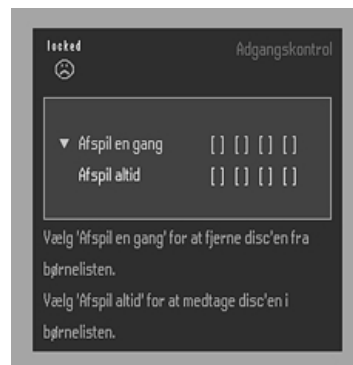 locked
Adgangskontrol
▼ Afspil en gang [ ] [ ] [ ] [ ]
Afspil altid [ ] [ ] [ ] [ ]
Vælg 'Afspil en gang' for at fjerne disc'en fra
børnelisten.
Vælg 'Afspil altid' for at medtage disc'en i
børnelisten.